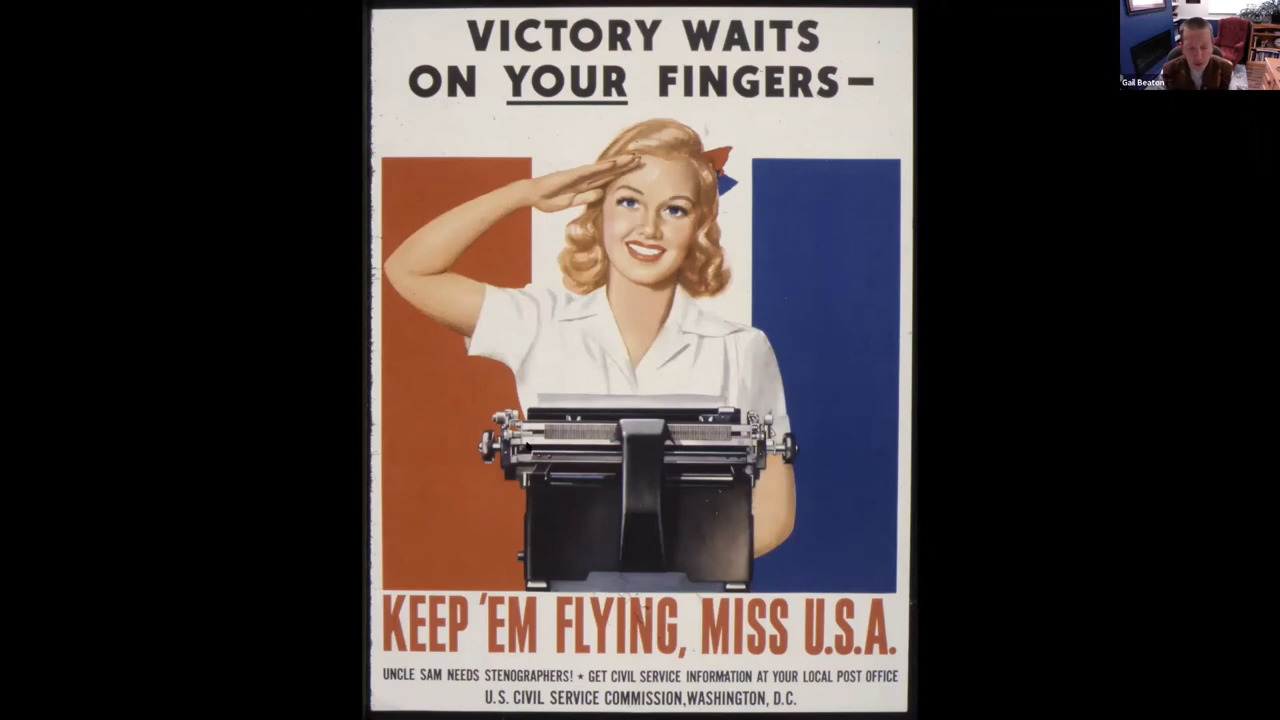 VICTORY WAITS
ON YOUR FINGERS—
KEEP 'EM FLYING, MISS U.S.A.
UNCLE SAM NEEDS STENOGRAPHERS! ★ GET CIVIL SERVICE INFORMATION AT YOUR LOCAL POST OFFICE
U.S. CIVIL SERVICE COMMISSION, WASHINGTON, D.C.
Gail Beaton